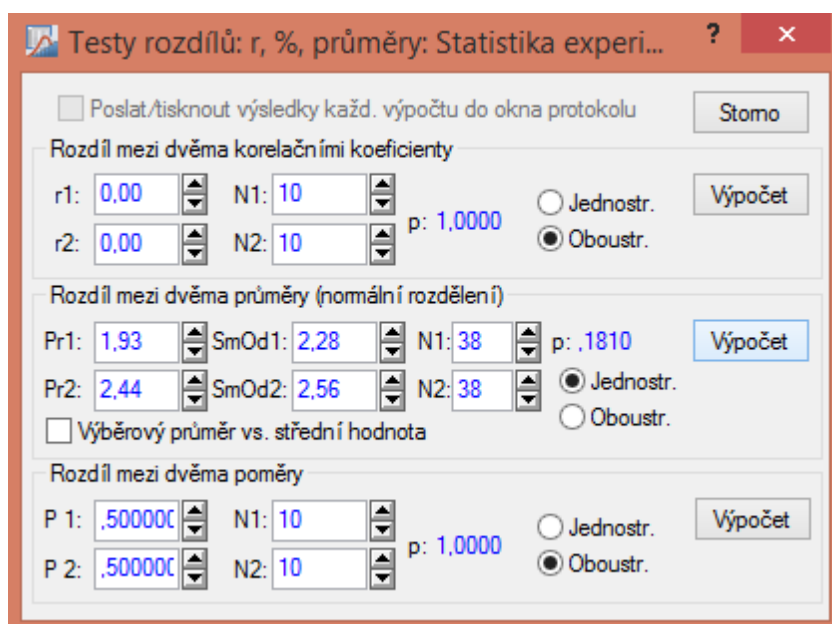 Testy rozdílů: r, %, průměry: Statistika experi... ? ×
Poslat/tisknout výsledky každ. výpočtu do okna protokolu Storno
Rozdíl mezi dvěma korelačními koeficienty
r1: 0,00 N1: 10 Jednostr. Výpočet
p: 1,0000
r2: 0,00 N2: 10 Oboustr.
Rozdíl mezi dvěma průměry (normální rozdělení)
Pr1: 1,93 SmOd1: 2,28 N1: 38 p: ,1810 Výpočet
Pr2: 2,44 SmOd2: 2,56 N2: 38 Jednostr.
Výběrový průměr vs. střední hodnota Oboustr.
Rozdíl mezi dvěma poměry
P 1: ,500000 N1: 10 Jednostr. Výpočet
p: 1,0000
P 2: ,500000 N2: 10 Oboustr.